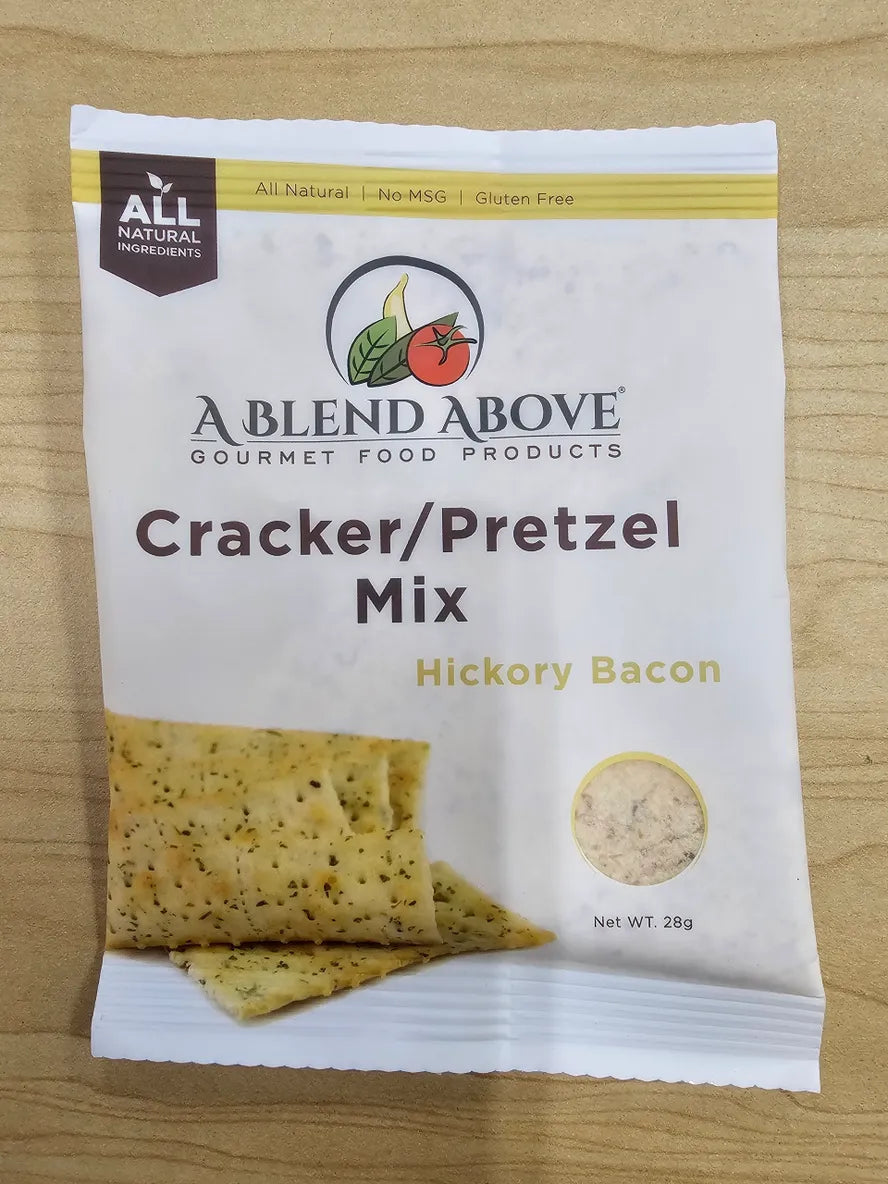 All Natural | No MSG | Gluten Free
ALL
NATURAL
INGREDIENTS
A BLEND ABOVE®
GOURMET FOOD PRODUCTS
Cracker/Pretzel
Mix
Hickory Bacon
Net WT. 28g